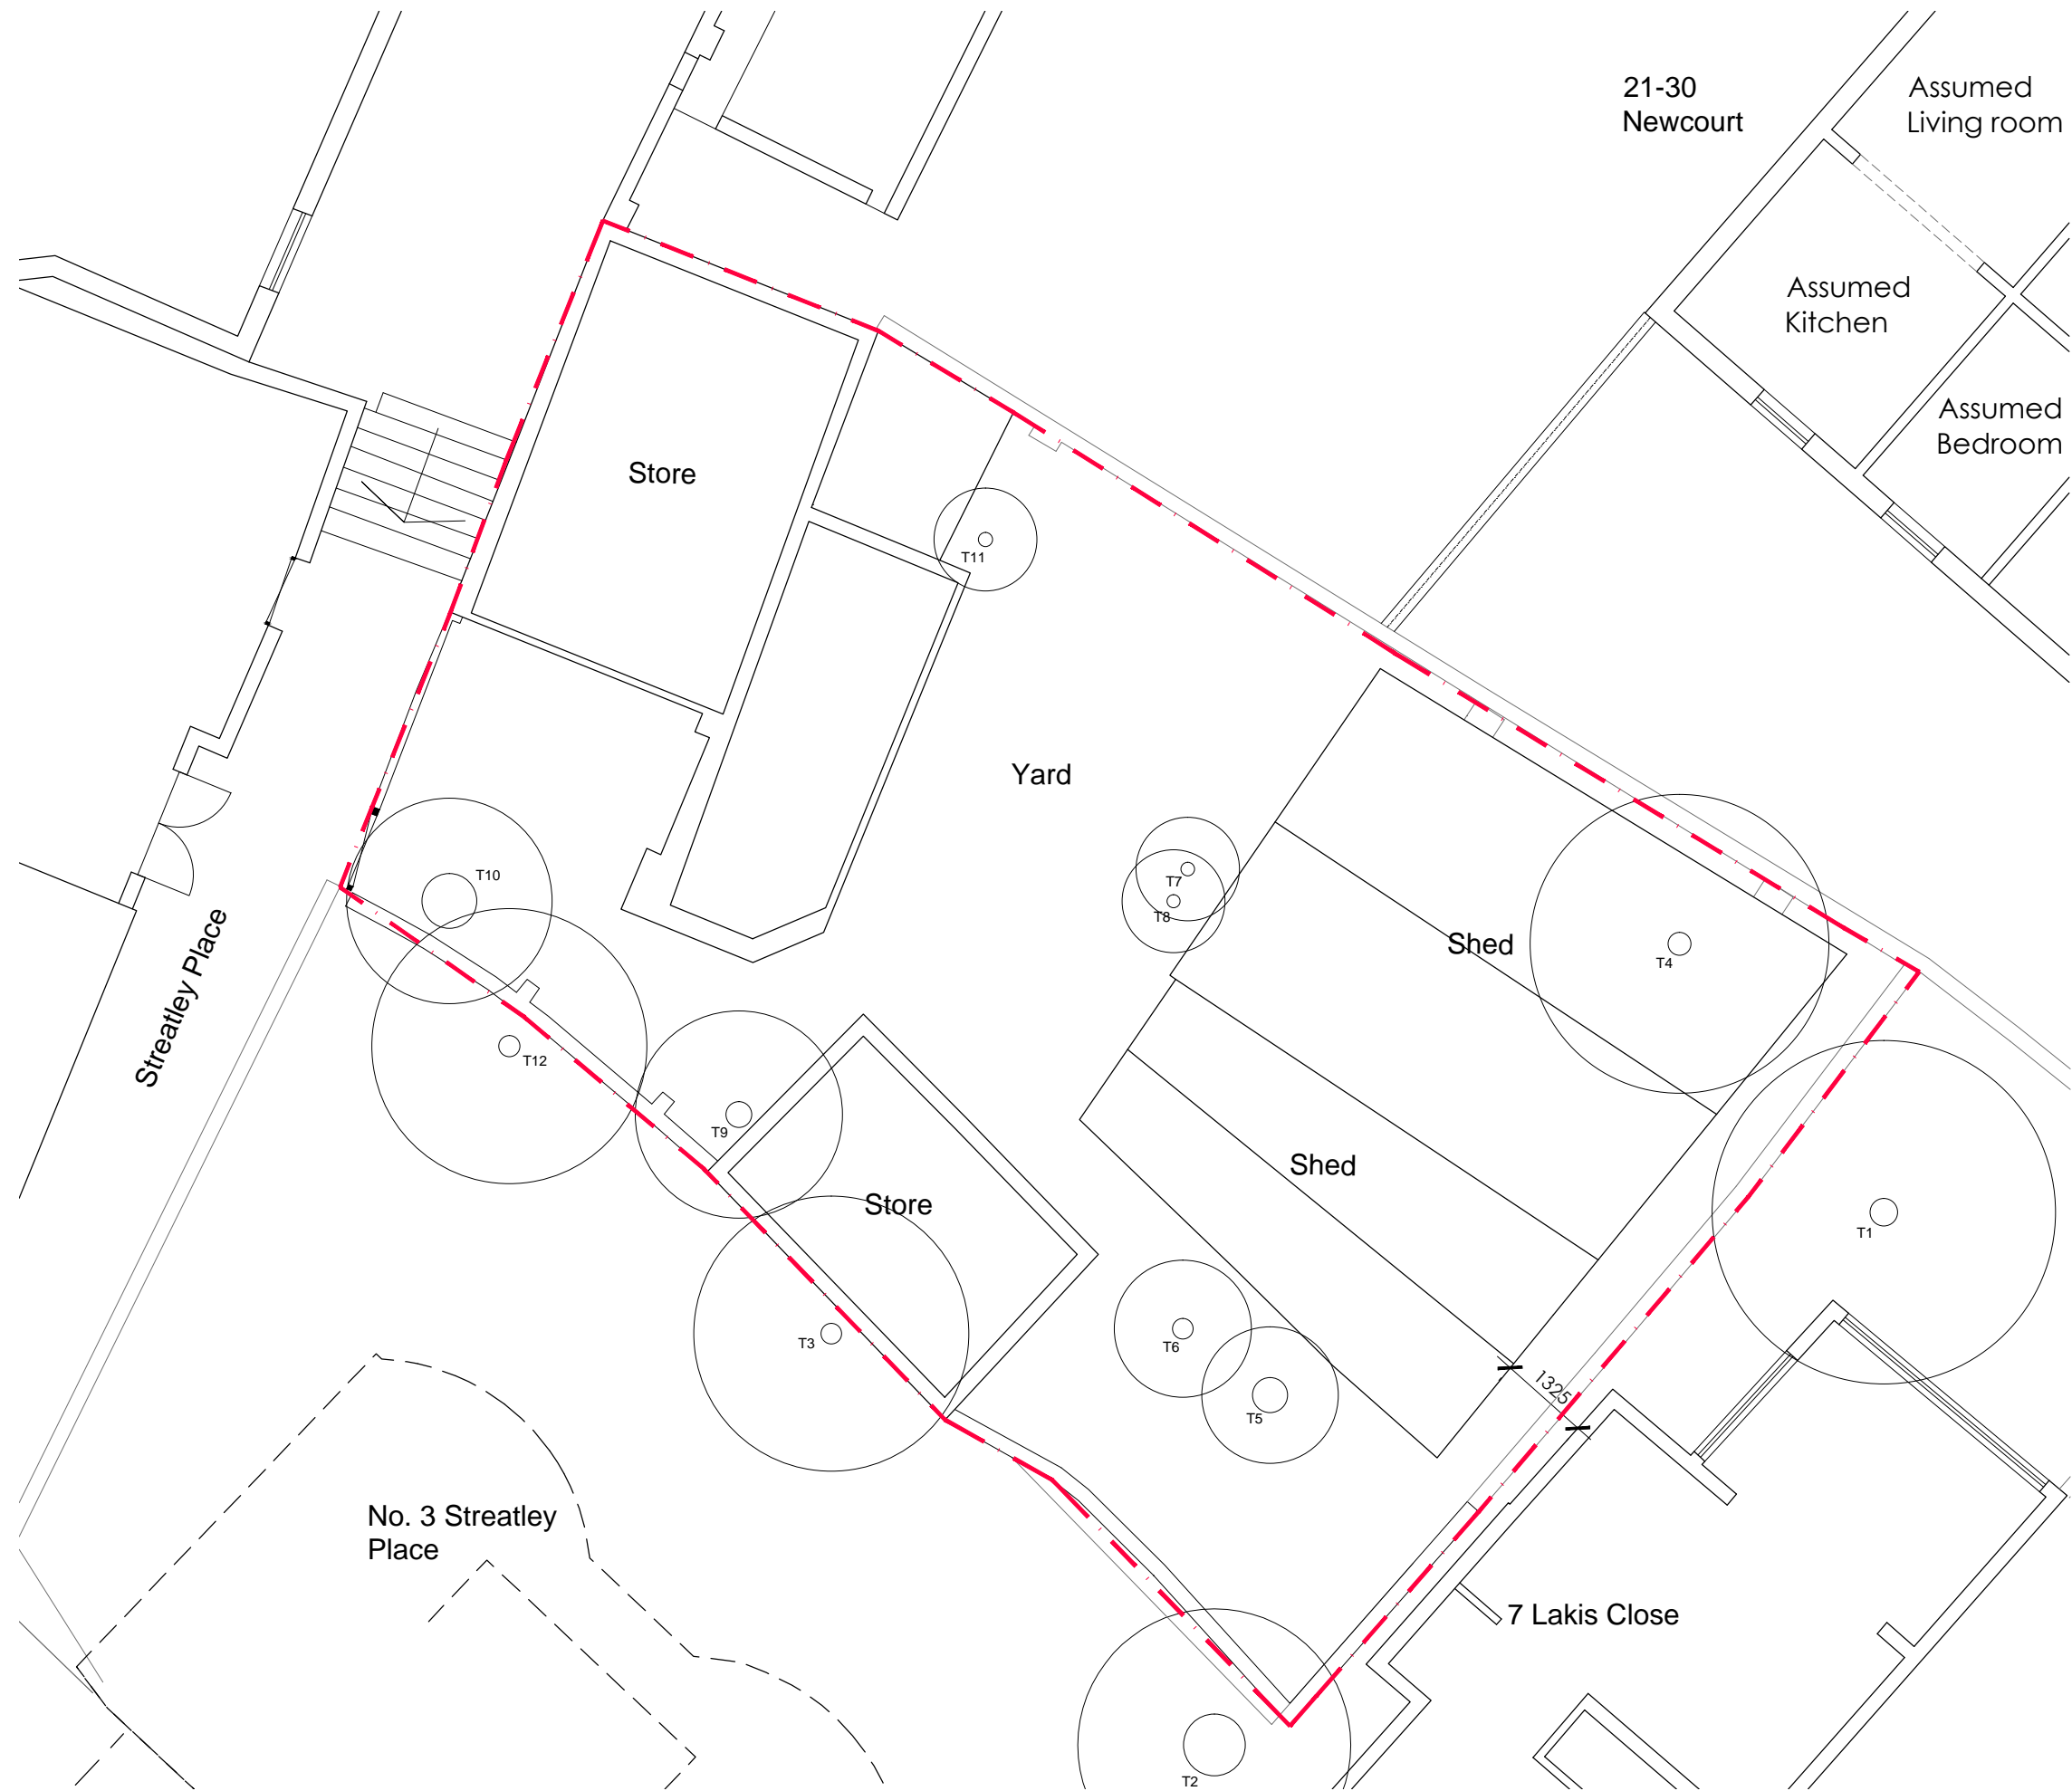 21-30
Newcourt
Assumed
Living room
Assumed
Kitchen
Assumed
Bedroom
Store
T11
Yard
T7
T8
T10
Shed
T4
Streatley Place
T12
T9
Shed
Store
T1
T3
T6
T5
1325
No. 3 Streatley
Place
7 Lakis Close
T2